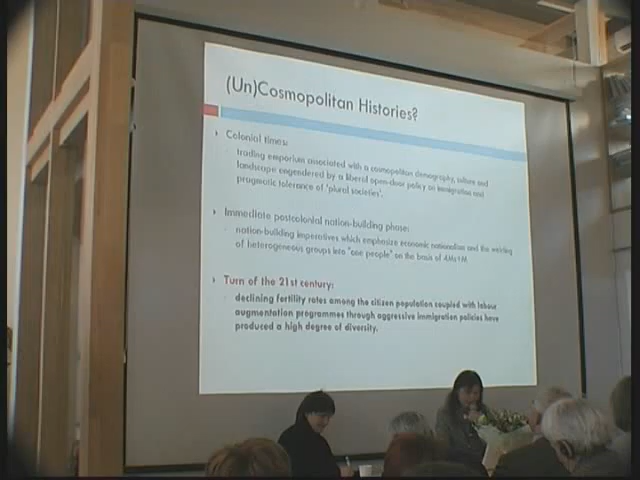 (Un)Cosmopolitan Histories?
Colonial times:
trading emporium associated with a cosmopolitan demography, culture and
landscape engendered by a liberal open-door policy on immigration and
pragmatic tolerance of 'plural societies'.
Immediate postcolonial nation-building phase:
nation-building imperatives which emphasize economic nationalism and the welding
of heterogeneous groups into "one people" on the basis of 4Ms+M
Turn of the 21st century:
declining fertility rates among the citizen population coupled with labour
augmentation programmes through aggressive immigration policies have
produced a high degree of diversity.